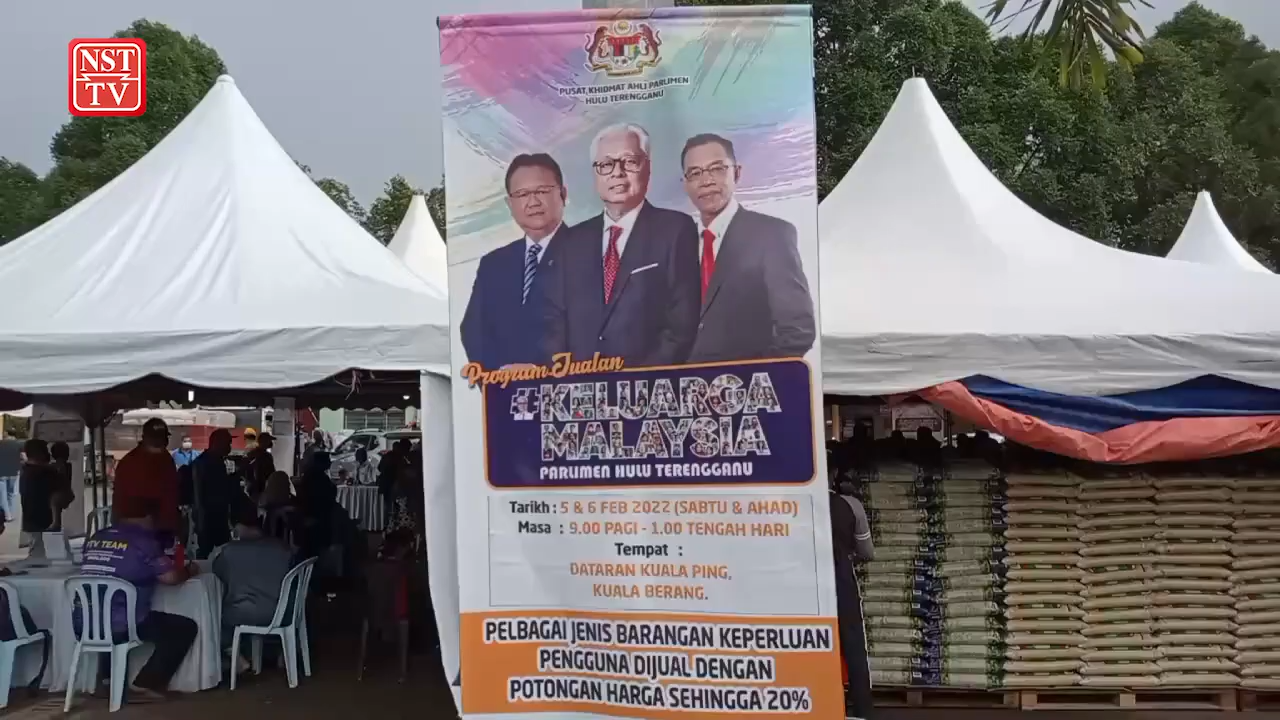 NST
TV
PUSAT KHIDMAT AHLI PARLIMEN
HULU TERENGGANU
Program Jualan
#KELUARGA
MALAYSIA
PARLIMEN HULU TERENGGANU
Tarikh : 5 & 6 FEB 2022 (SABTU & AHAD)
Masa : 9.00 PAGI - 1.00 TENGAH HARI
Tempat :
DATARAN KUALA PING,
KUALA BERANG.
PELBAGAI JENIS BARANGAN KEPERLUAN
PENGGUNA DIJUAL DENGAN
POTONGAN HARGA SEHINGGA 20%
TEAM